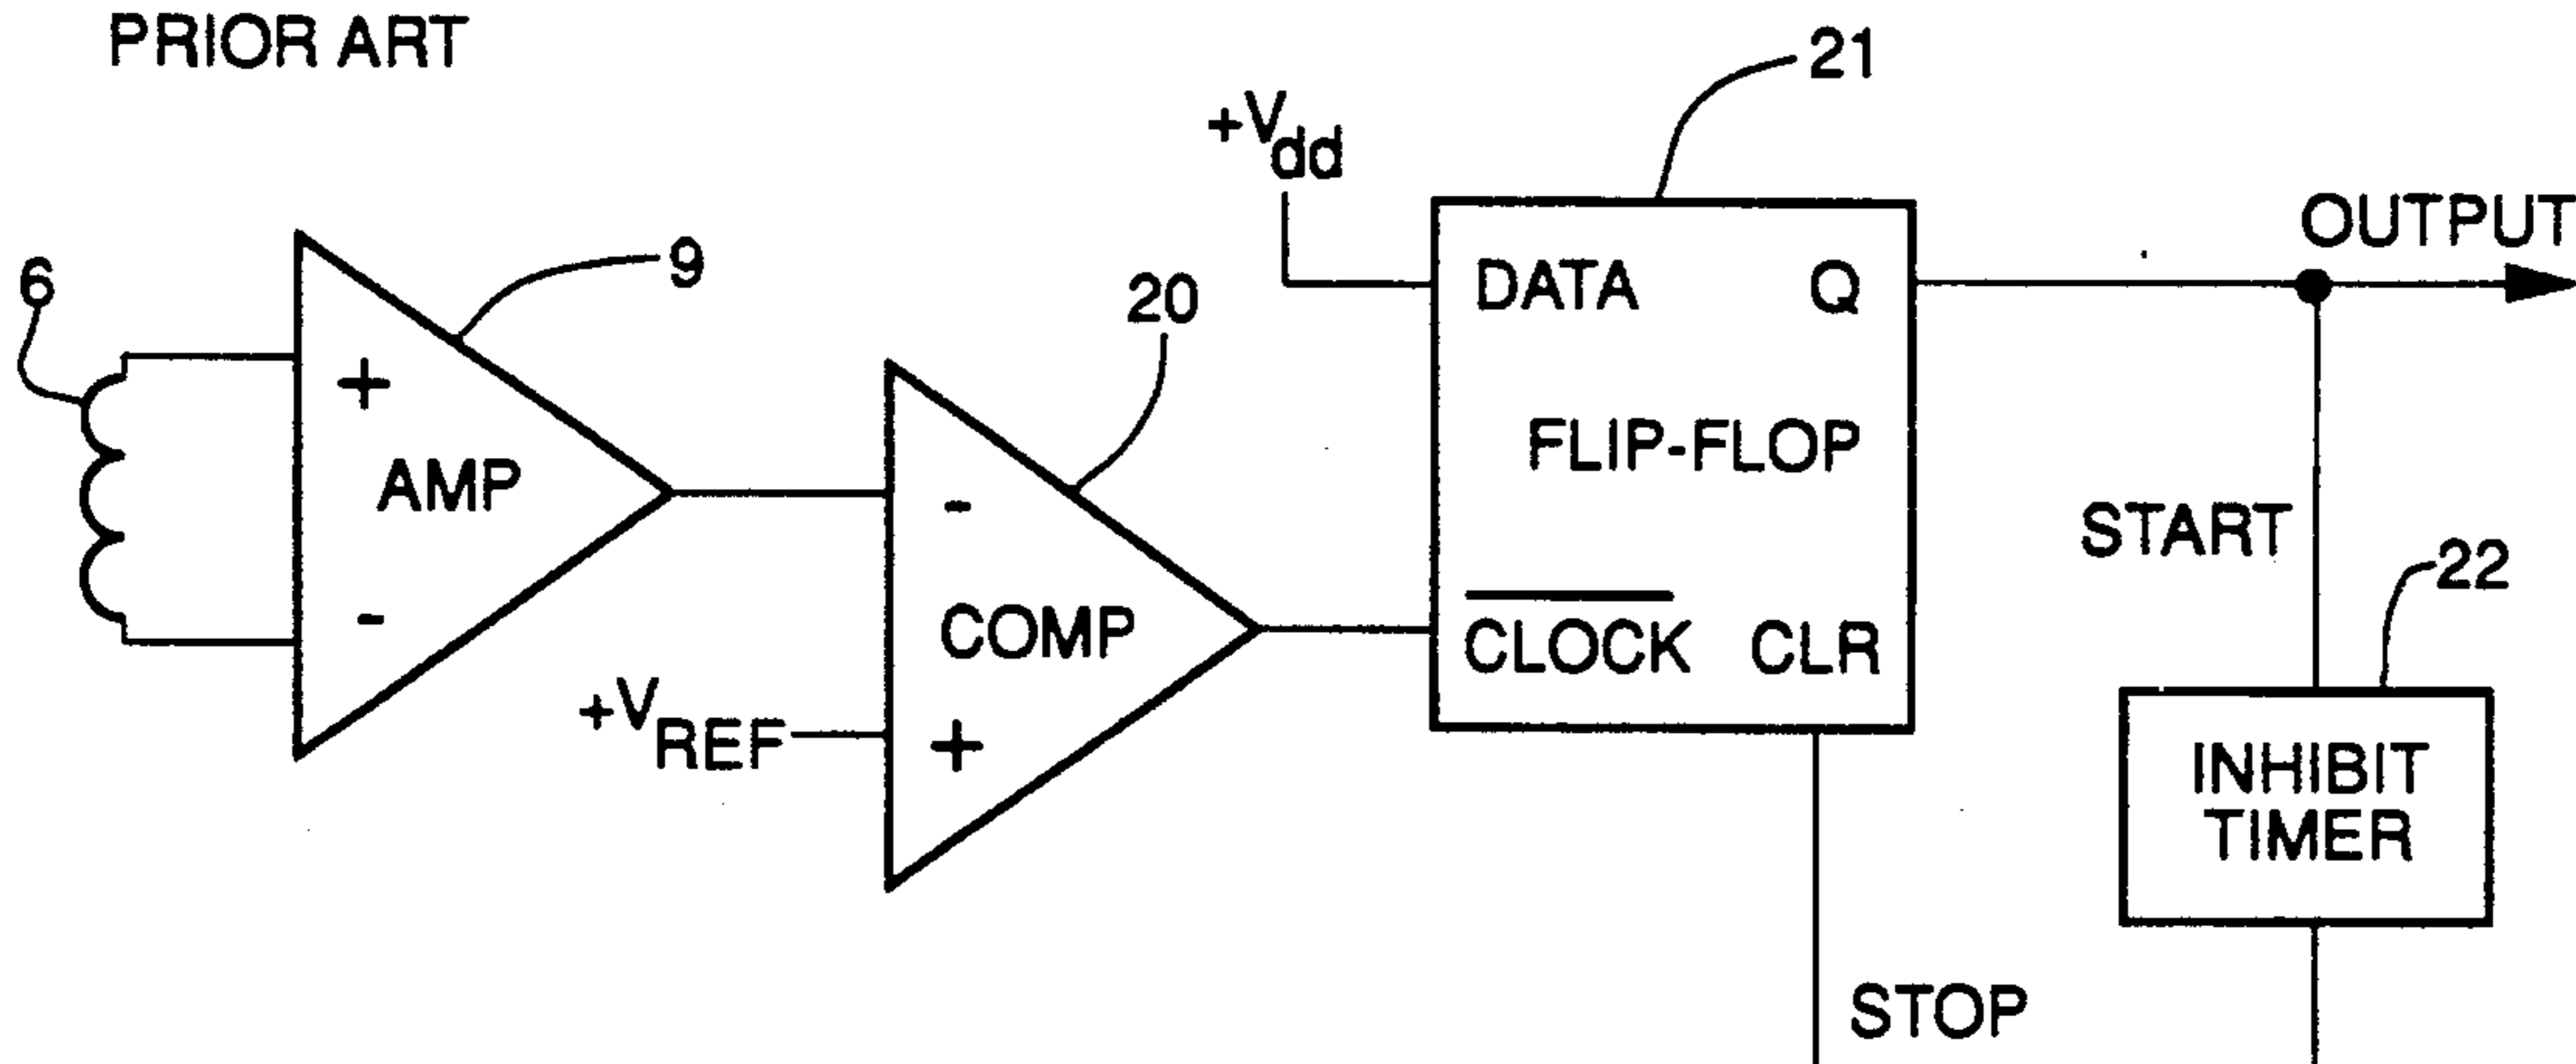 PRIOR ART
21
+Vdd
OUTPUT
6
9
20
DATA
Q
+
AMP
-
FLIP-FLOP
-
START
22
COMP
CLOCK
CLR
+VREF
+
INHIBIT
TIMER
STOP